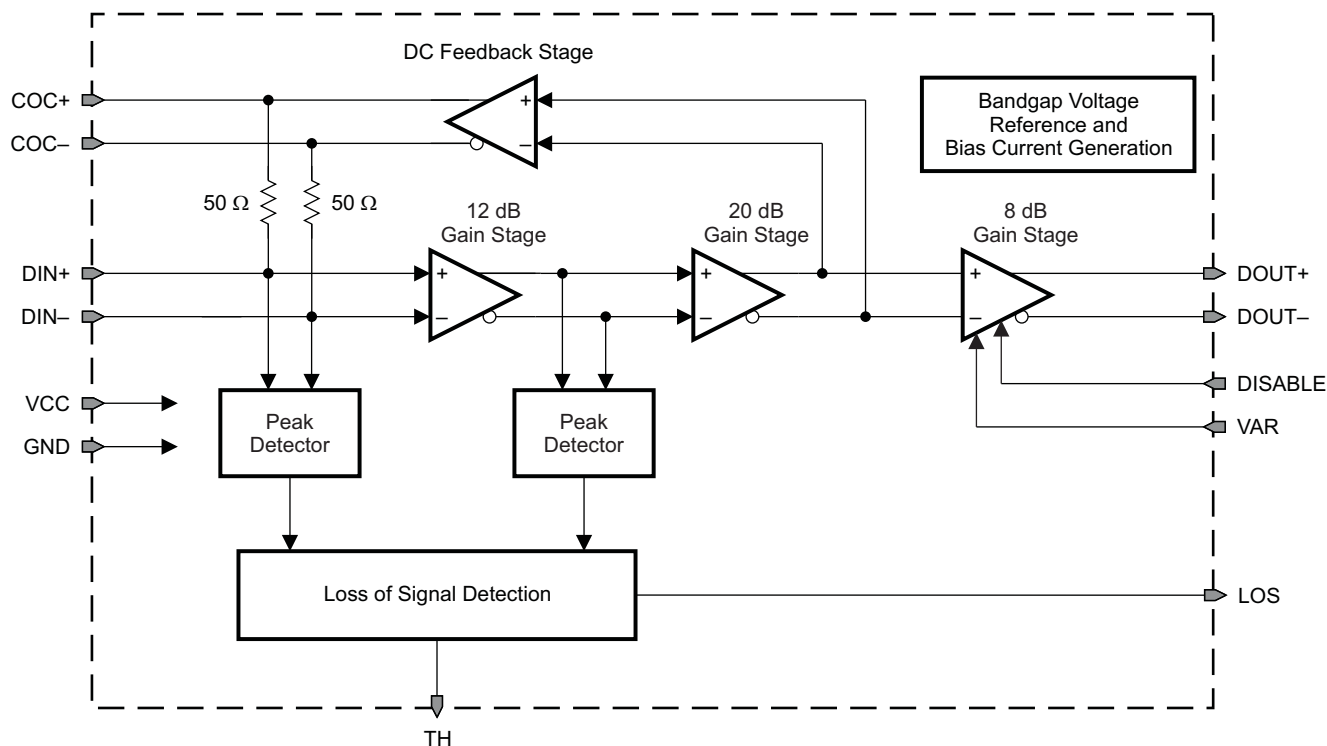 DC Feedback Stage
COC+
COC–
+
–
Bandgap Voltage
Reference and
Bias Current Generation
50 Ω
50 Ω
12 dB
Gain Stage
20 dB
Gain Stage
8 dB
Gain Stage
DIN+
DIN–
+
–
+
–
+
–
DOUT+
DOUT–
DISABLE
VAR
VCC
GND
Peak
Detector
Peak
Detector
Loss of Signal Detection
LOS
TH